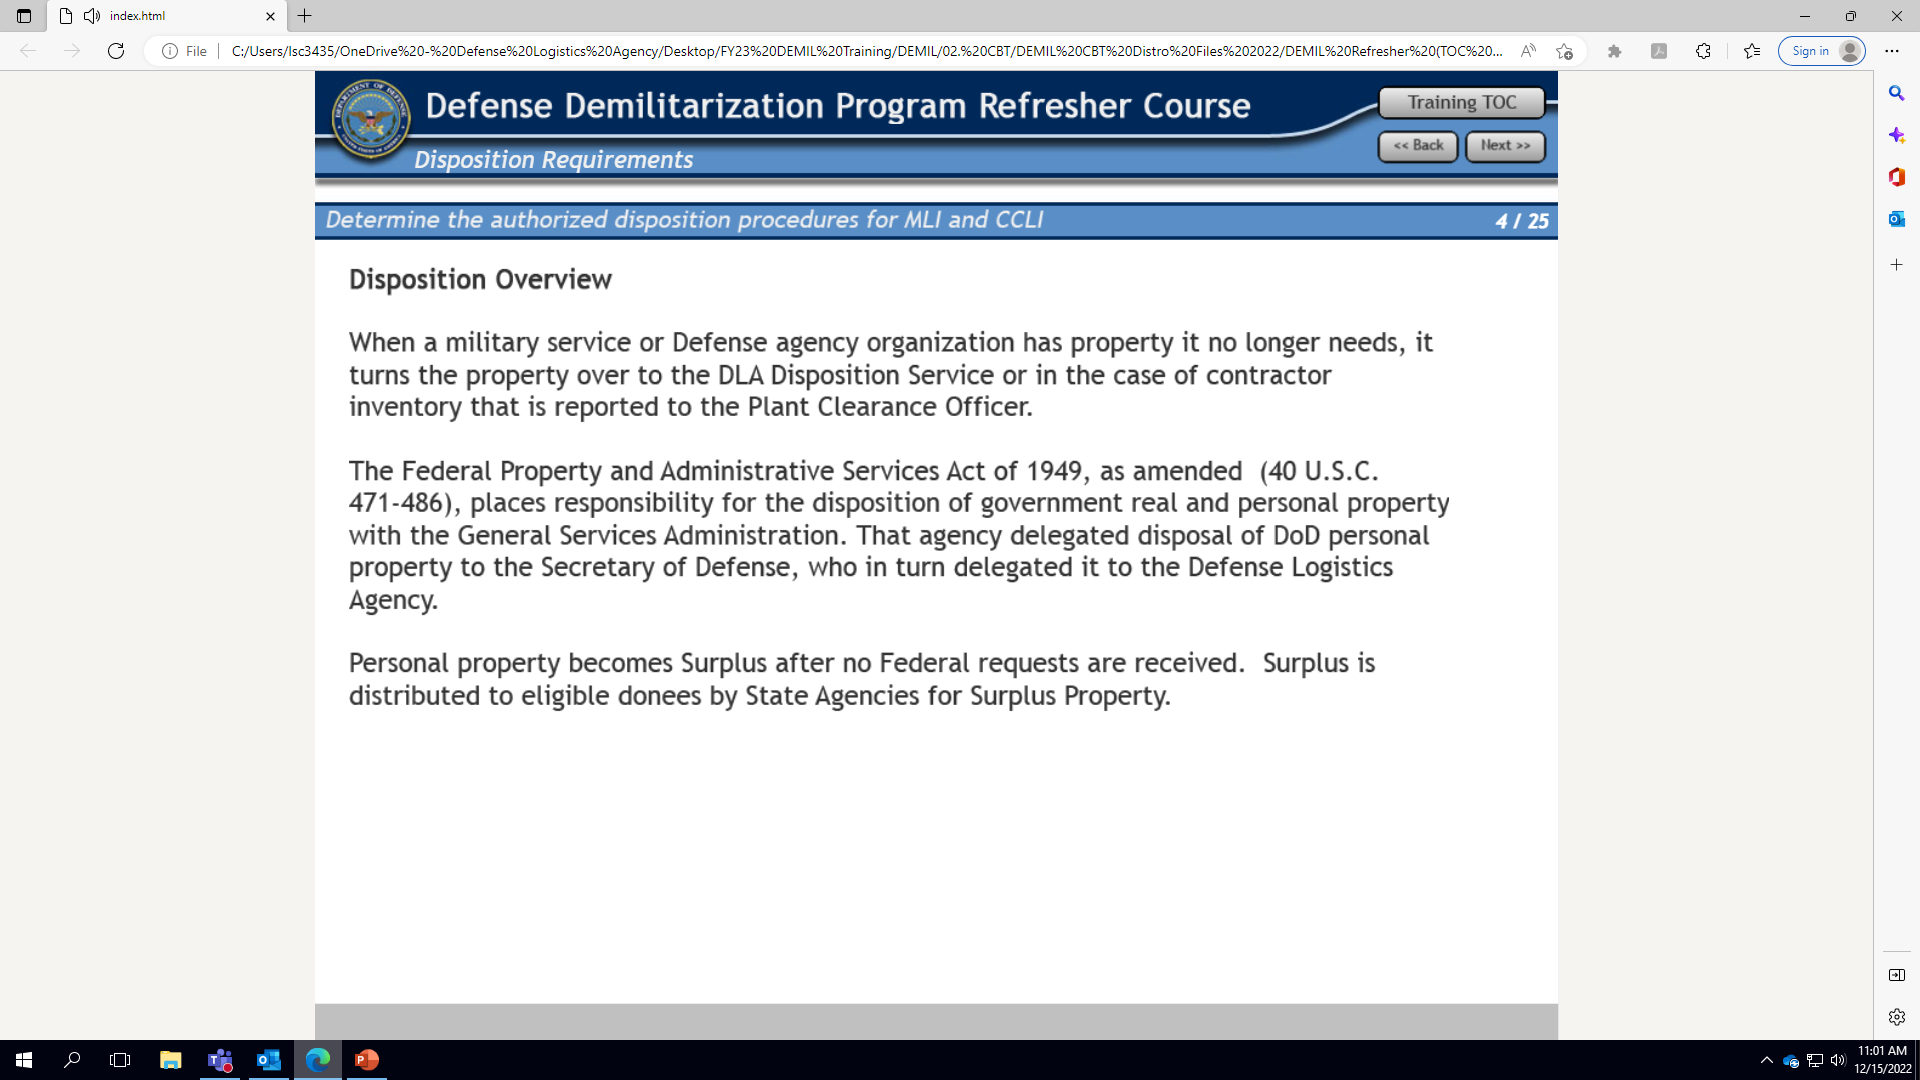 index.html
File
C:/Users/lsc3435/OneDrive%20-%20Defense%20Logistics%20Agency/Desktop/FY23%20DEMIL%20Training/DEMIL/02.%20CBT/DEMIL%20CBT%20Distro%20Files%202022/DEMIL%20Refresher%20(TOC%20...
Sign in
Defense Demilitarization Program Refresher Course
Training TOC
<< Back
Next >>
Disposition Requirements
Determine the authorized disposition procedures for MLI and CCLI
4 / 25
Disposition Overview
When a military service or Defense agency organization has property it no longer needs, it
turns the property over to the DLA Disposition Service or in the case of contractor
inventory that is reported to the Plant Clearance Officer.
The Federal Property and Administrative Services Act of 1949, as amended  (40 U.S.C.
471-486), places responsibility for the disposition of government real and personal property
with the General Services Administration. That agency delegated disposal of DoD personal
property to the Secretary of Defense, who in turn delegated it to the Defense Logistics
Agency.
Personal property becomes Surplus after no Federal requests are received.  Surplus is
distributed to eligible donees by State Agencies for Surplus Property.
11:01 AM
12/15/2022